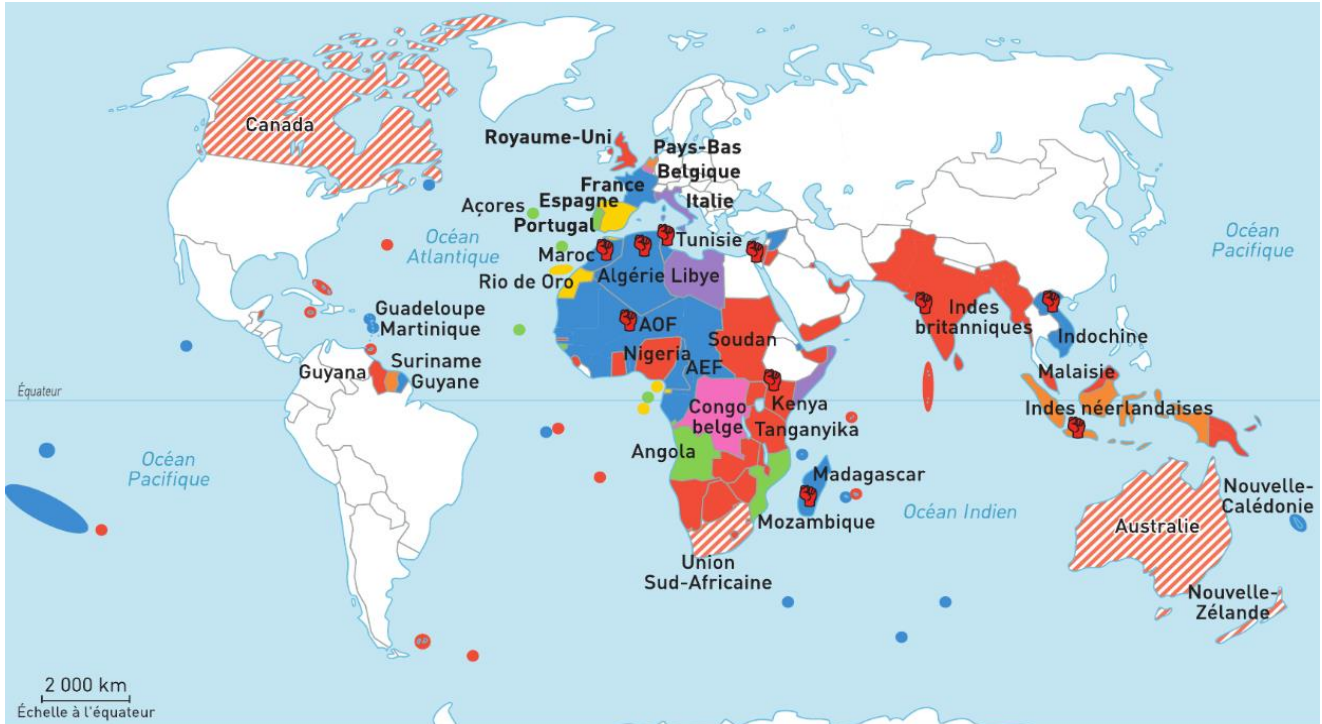 Canada
Royaume-Uni
Pays-Bas
Belgique
France
Espagne
Italie
Açores
Portugal
Océan
Atlantique
Océan
Pacifique
Maroc
Tunisie
Rio de Oro
Algérie
Libye
Guadeloupe
Martinique
AOF
Soudan
Indes
britanniques
Indochine
Nigeria
AEF
Suriname
Guyana
Guyane
Malaisie
Équateur
Congo
belge
Kenya
Indes néerlandaises
Tanganyika
Angola
Océan
Pacifique
Madagascar
Mozambique
Océan Indien
Nouvelle-
Calédonie
Australie
Union
Sud-Africaine
Nouvelle-
Zélande
2 000 km
Échelle à l'équateur